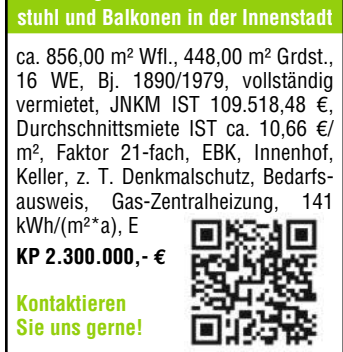 stuhl und Balkonen in der Innenstadt
ca. 856,00 m² Wfl., 448,00 m² Grdst.,
16 WE, Bj. 1890/1979, vollständig
vermietet, JNKM IST 109.518,48 €,
Durchschnittsmiete IST ca. 10,66 €/
m², Faktor 21-fach, EBK, Innenhof,
Keller, z. T. Denkmalschutz, Bedarfs-
ausweis, Gas-Zentralheizung, 141
kWh/(m²*a), E
KP 2.300.000,- €
Kontaktieren
Sie uns gerne!